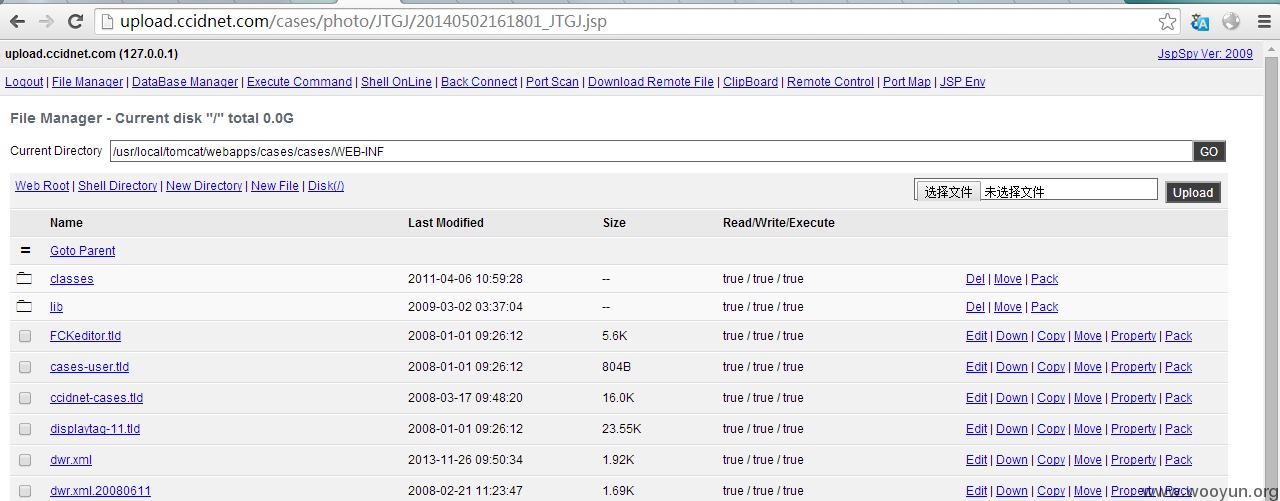 upload.ccidnet.com/cases/photo/JTGJ/20140502161801_JTGJ.jsp
upload.ccidnet.com (127.0.0.1) JspSpy Ver: 2009
Logout | File Manager | DataBase Manager | Execute Command | Shell OnLine | Back Connect | Port Scan | Download Remote File | ClipBoard | Remote Control | Port Map | JSP Env
File Manager - Current disk "/" total 0.0G
Current Directory /usr/local/tomcat/webapps/cases/cases/WEB-INF GO
Web Root | Shell Directory | New Directory | New File | Disk(/) 选择文件 未选择文件 Upload
Name Last Modified Size Read/Write/Execute
= Goto Parent
classes 2011-04-06 10:59:28 -- true / true / true Del | Move | Pack
lib 2009-03-02 03:37:04 -- true / true / true Del | Move | Pack
FCKeditor.tld 2008-01-01 09:26:12 5.6K true / true / true Edit | Down | Copy | Move | Property | Pack
cases-user.tld 2008-01-01 09:26:12 804B true / true / true Edit | Down | Copy | Move | Property | Pack
ccidnet-cases.tld 2008-03-17 09:48:20 16.0K true / true / true Edit | Down | Copy | Move | Property | Pack
displaytag-11.tld 2008-01-01 09:26:12 23.55K true / true / true Edit | Down | Copy | Move | Property | Pack
dwr.xml 2013-11-26 09:50:34 1.92K true / true / true Edit | Down | Copy | Move | Property | Pack
dwr.xml.20080611 2008-02-21 11:23:47 1.69K true / true / true Edit | Down | Copy | Move | Property | Pack
www.wooyun.org